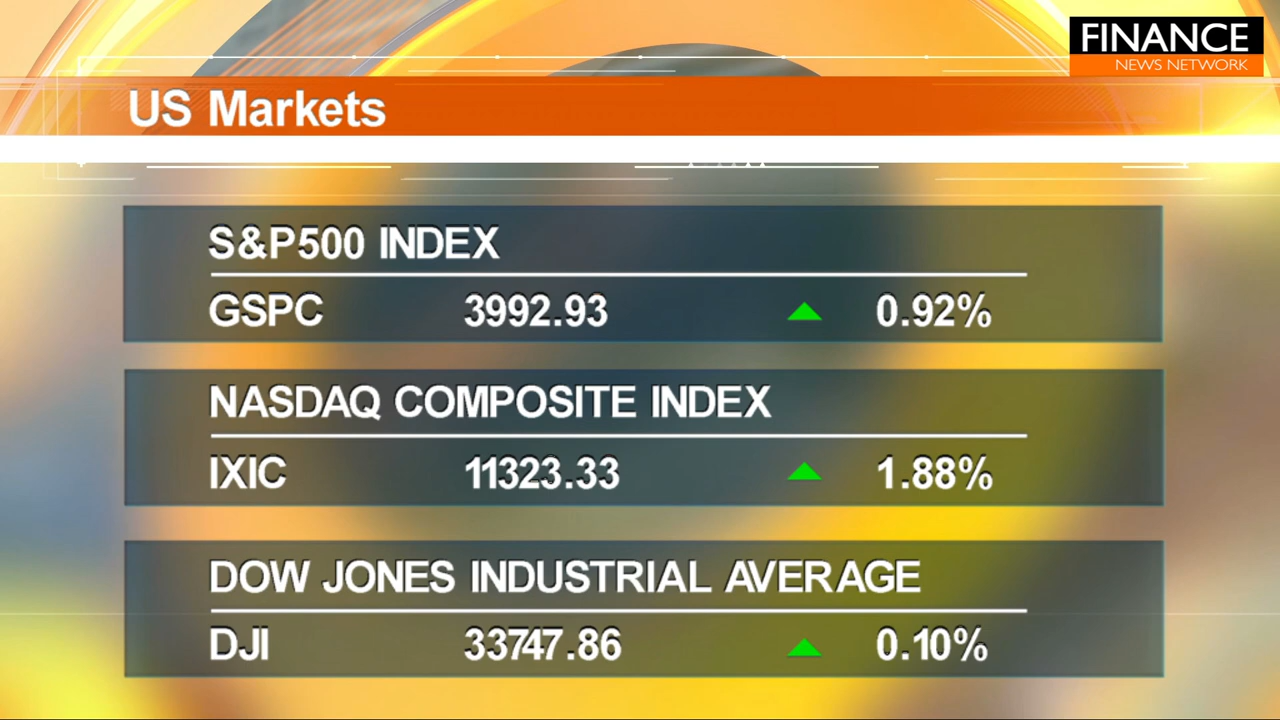 FINANCE
NEWS NETWORK
US Markets
S&P500 INDEX
GSPC 3992.93 0.92%
NASDAQ COMPOSITE INDEX
IXIC 11323.33 1.88%
DOW JONES INDUSTRIAL AVERAGE
DJI 33747.86 0.10%